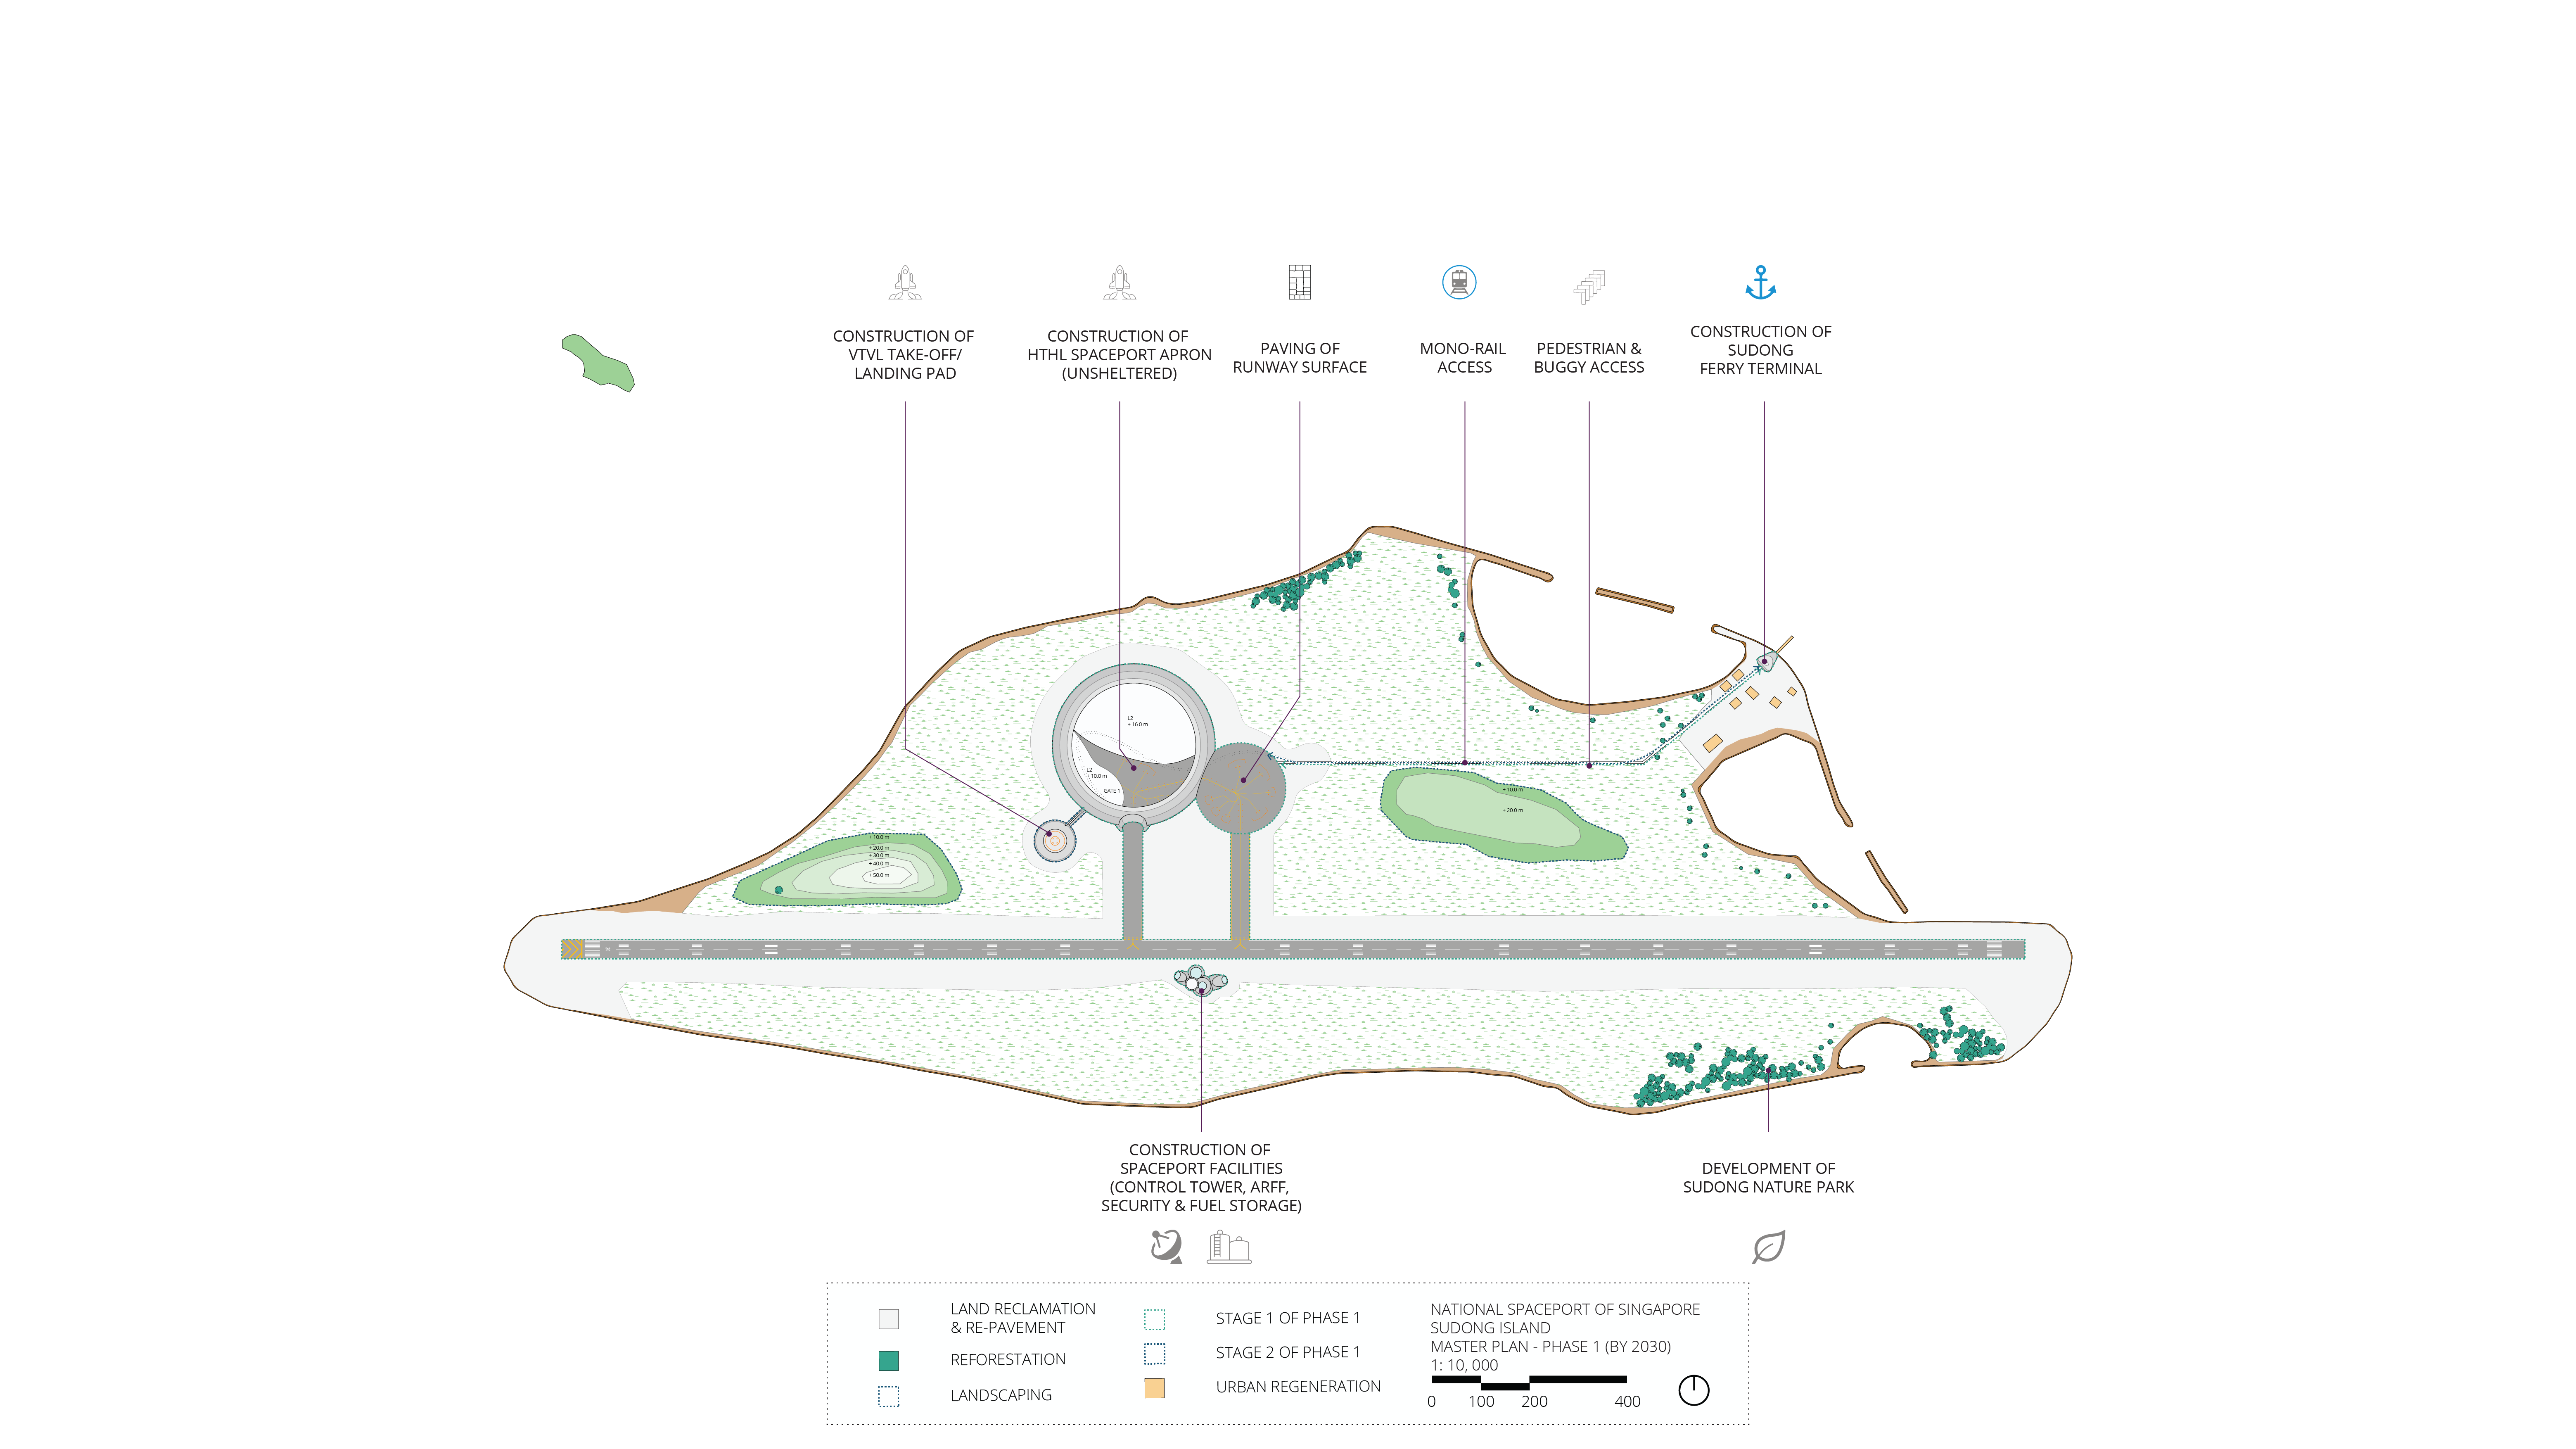 CONSTRUCTION OF
VTVL TAKE-OFF/
LANDING PAD
CONSTRUCTION OF
HTHL SPACEPORT APRON
(UNSHELTERED)
PAVING OF
RUNWAY SURFACE
MONO-RAIL
ACCESS
PEDESTRIAN &
BUGGY ACCESS
CONSTRUCTION OF
SUDONG
FERRY TERMINAL
L2
+ 16.0 m
L2
+ 10.0 m
GATE 1
+ 10.0 m
+ 20.0 m
+ 10.0 m
+ 20.0 m
+ 30.0 m
+ 40.0 m
+ 50.0 m
CONSTRUCTION OF
SPACEPORT FACILITIES
(CONTROL TOWER, ARFF,
SECURITY & FUEL STORAGE)
DEVELOPMENT OF
SUDONG NATURE PARK
LAND RECLAMATION
& RE-PAVEMENT
REFORESTATION
LANDSCAPING
STAGE 1 OF PHASE 1
STAGE 2 OF PHASE 1
URBAN REGENERATION
NATIONAL SPACEPORT OF SINGAPORE
SUDONG ISLAND
MASTER PLAN - PHASE 1 (BY 2030)
1: 10, 000
0 100 200 400